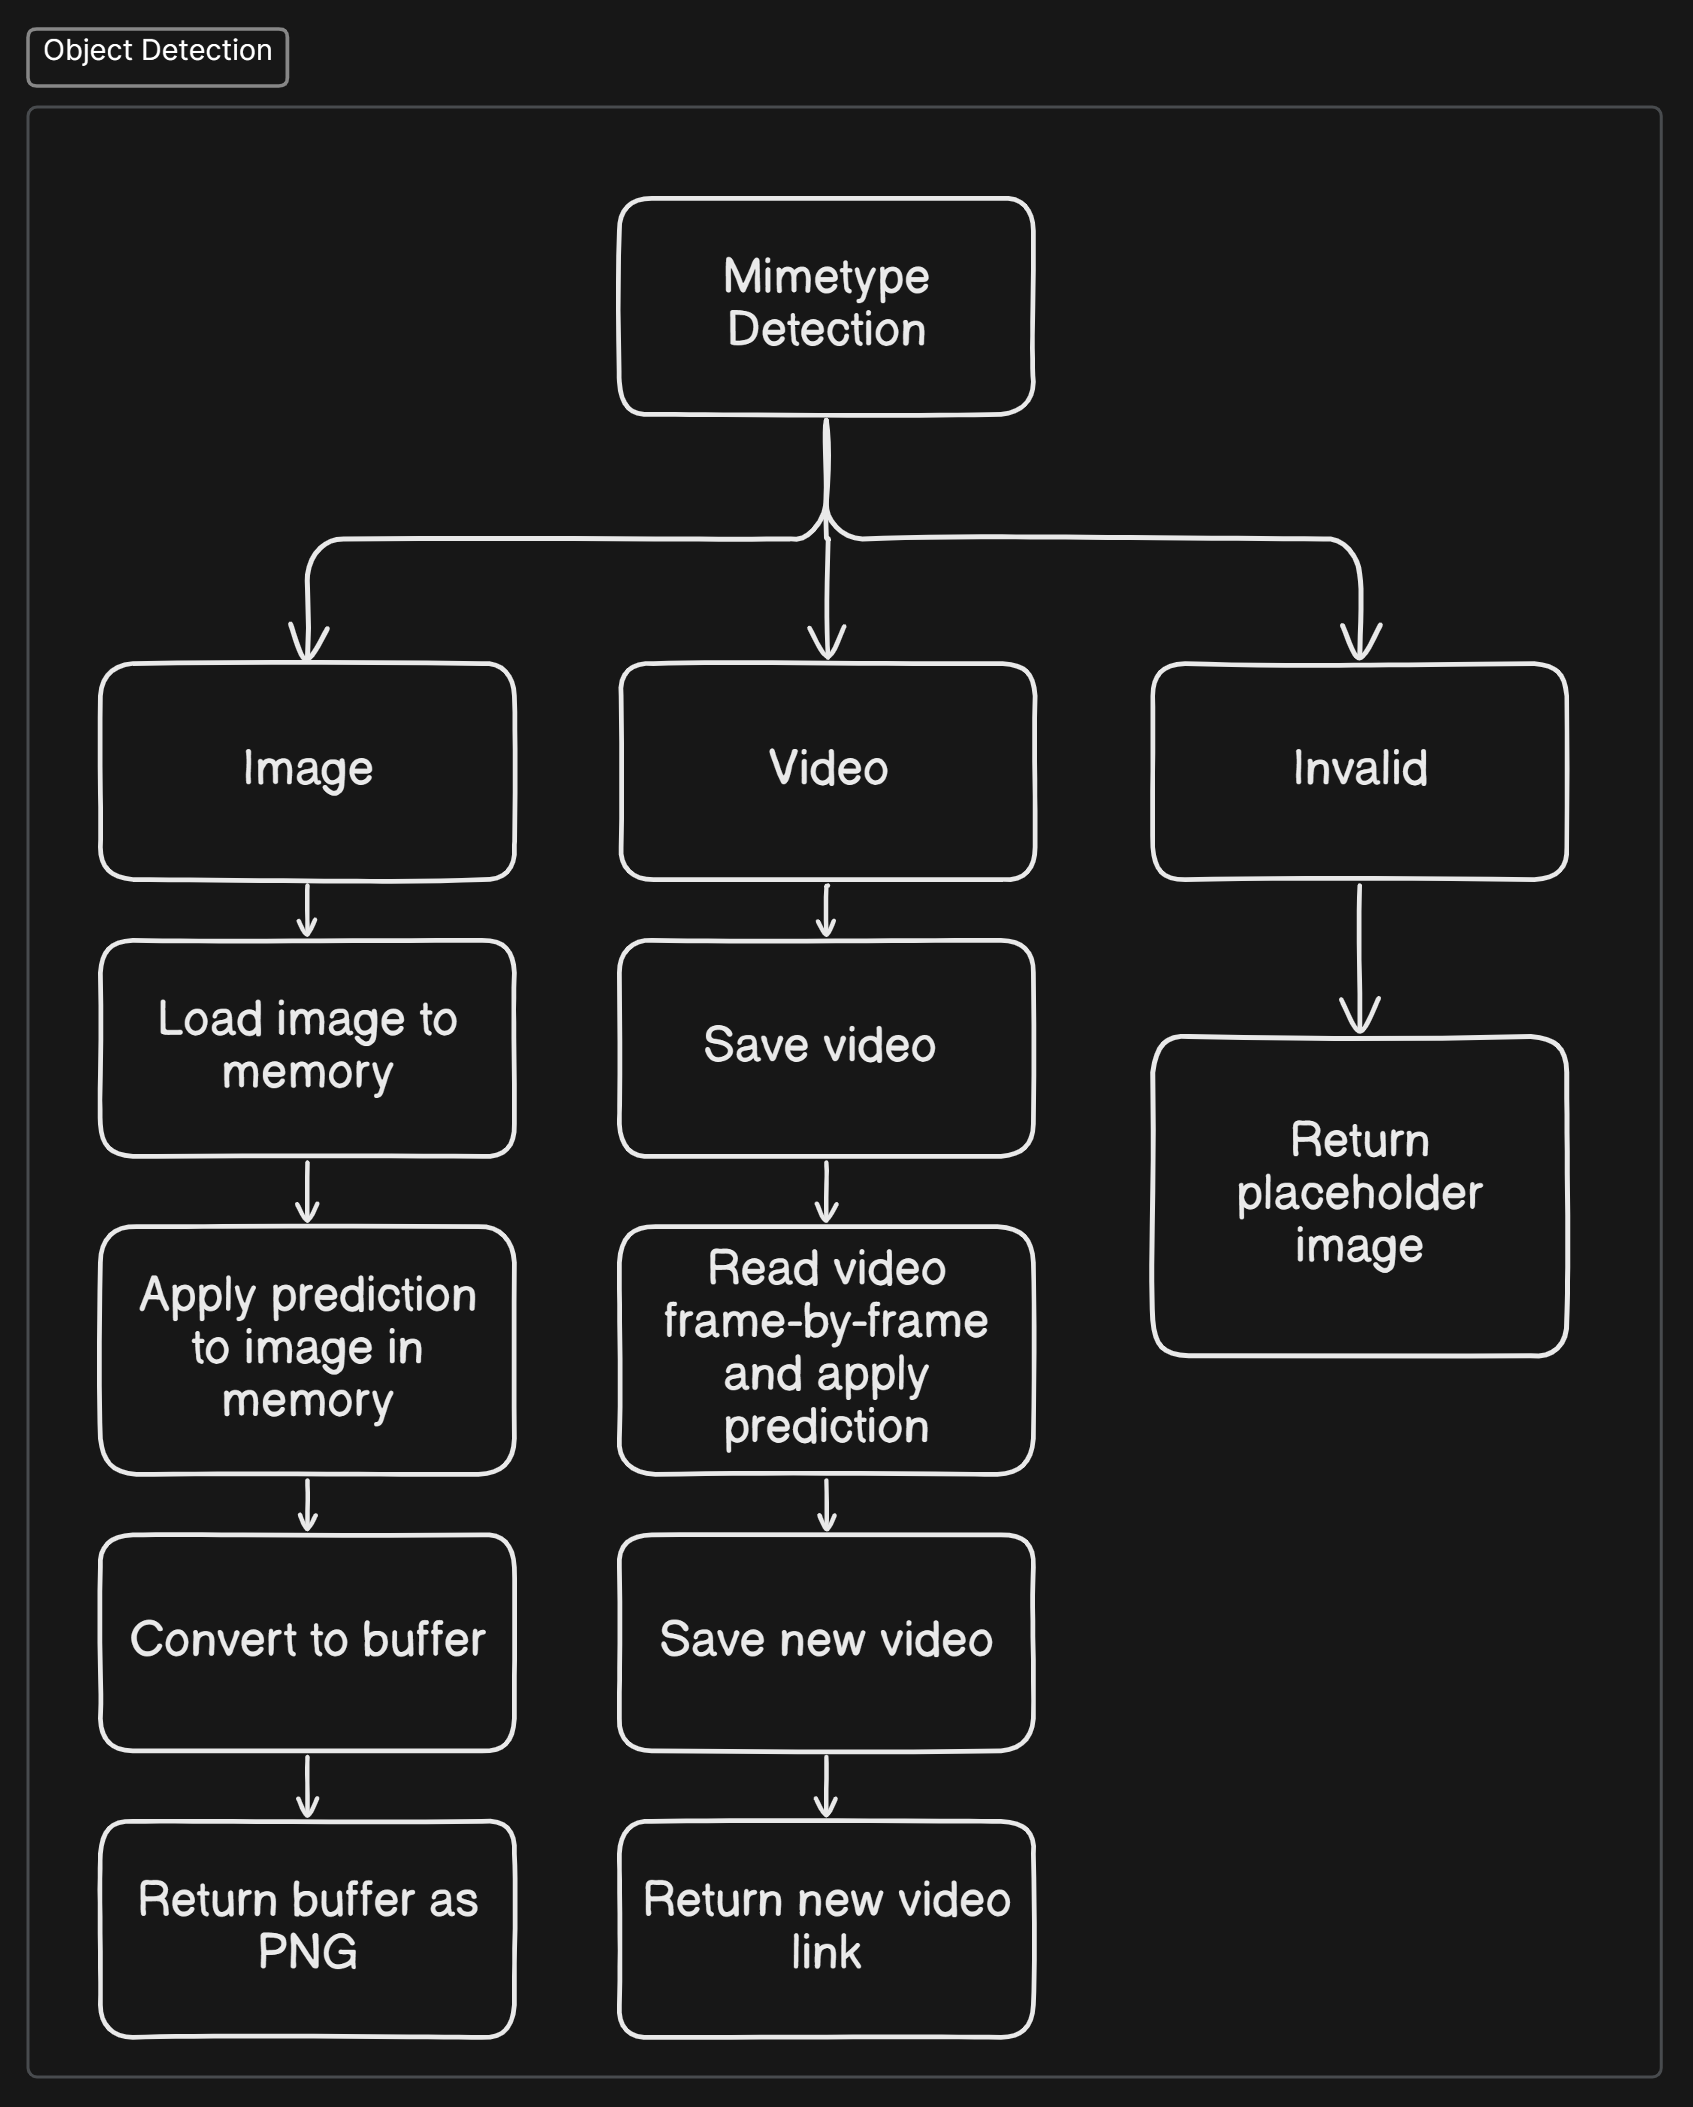 Object Detection
Mimetype
Detection
Image
Video
Invalid
Load image to
memory
Save video
Return
placeholder
image
Apply prediction
to image in
memory
Read video
frame-by-frame
and apply
prediction
Convert to buffer
Save new video
Return buffer as
PNG
Return new video
link